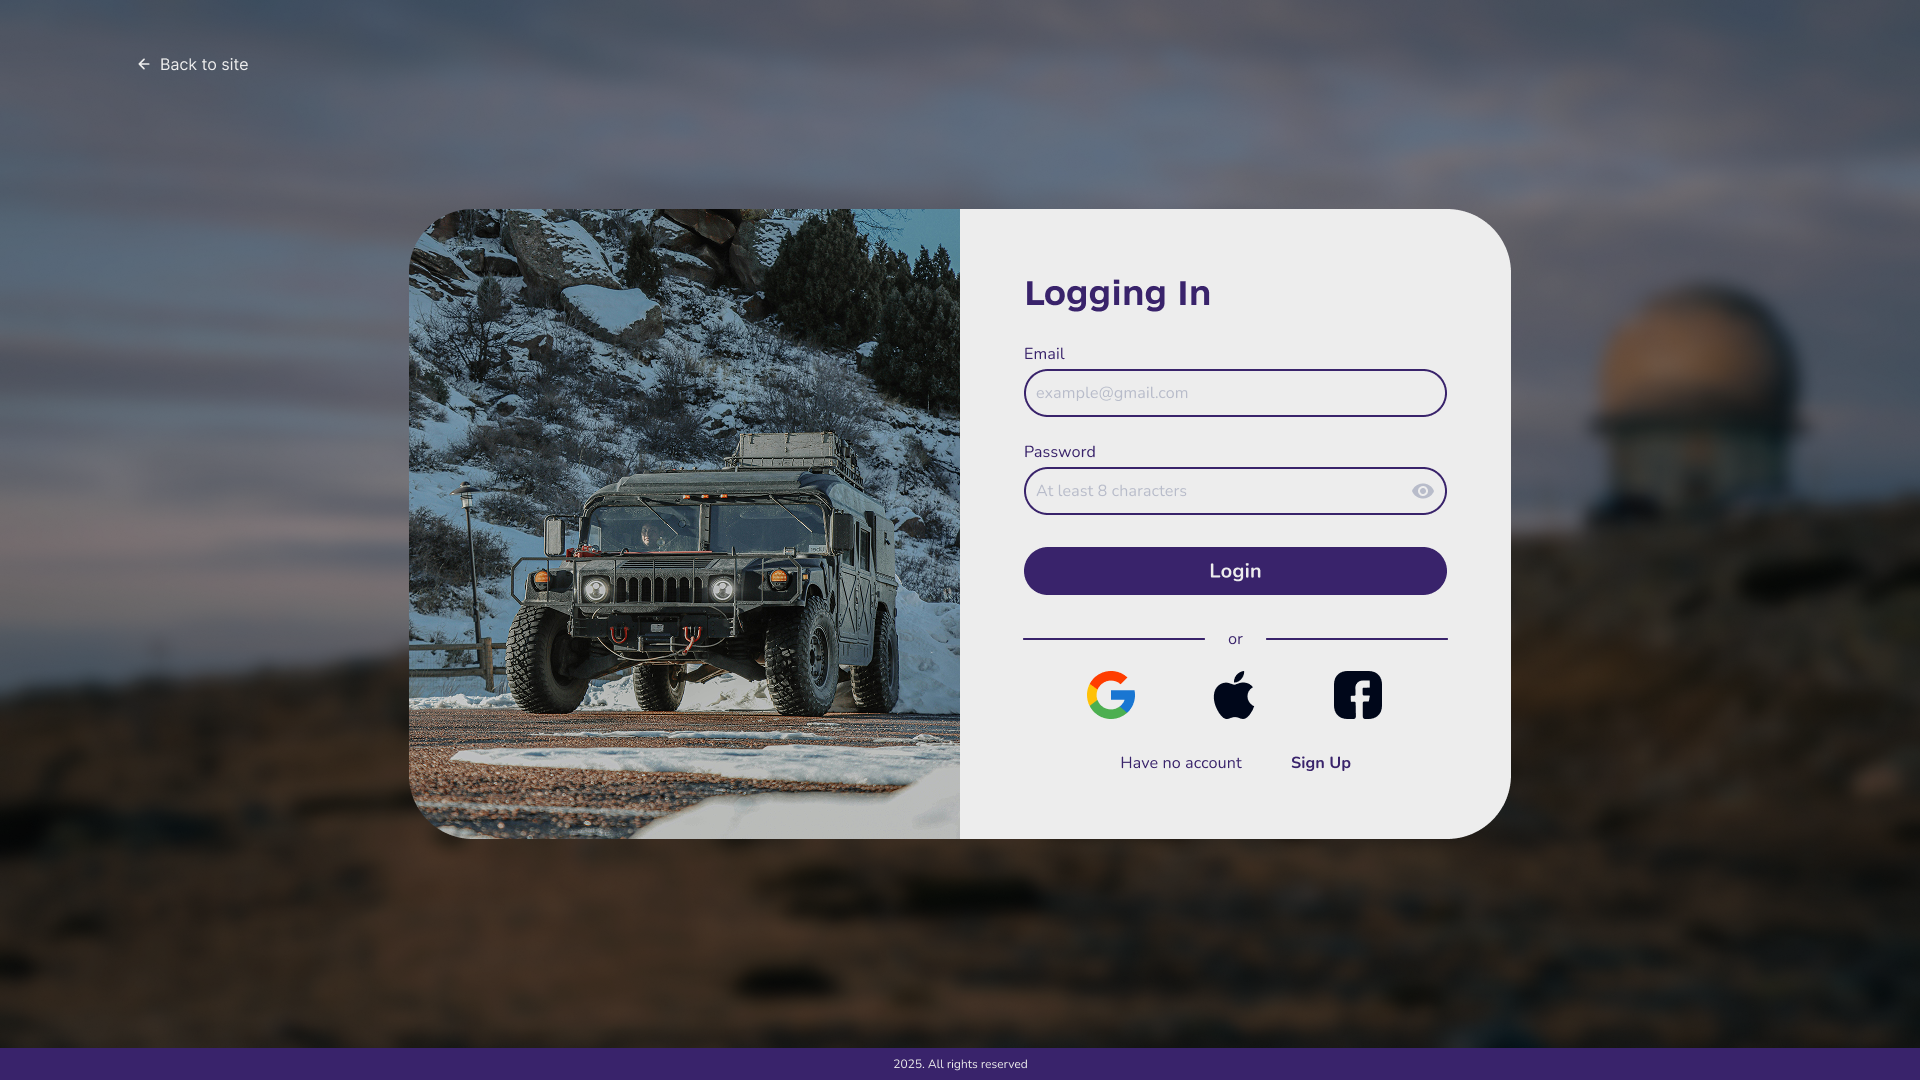 Back to site
Logging In
Email
example@gmail.com
Password
At least 8 characters
Login
or
Have no account Sign Up
2025. All rights reserved